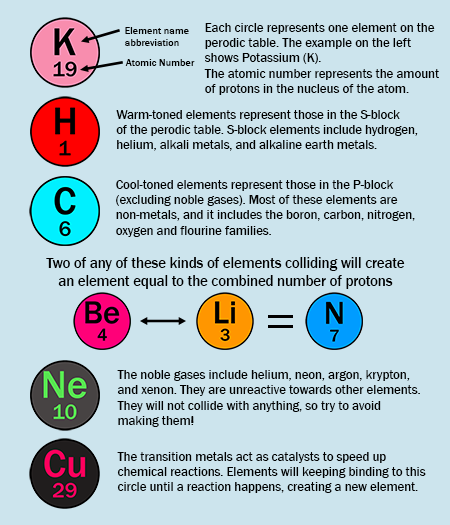 K
19
Element name
abbreviation
Atomic Number
Each circle represents one element on the
perodic table. The example on the left
shows Potassium (K).
The atomic number represents the amount
of protons in the nucleus of the atom.
H
1
Warm-toned elements represent those in the S-block
of the perodic table. S-block elements include hydrogen,
helium, alkali metals, and alkaline earth metals.
C
6
Cool-toned elements represent those in the P-block
(excluding noble gases). Most of these elements are
non-metals, and it includes the boron, carbon, nitrogen,
oxygen and flourine families.
Two of any of these kinds of elements colliding will create
an element equal to the combined number of protons
Be
4
Li
3
=
N
7
Ne
10
The noble gases include helium, neon, argon, krypton,
and xenon. They are unreactive towards other elements.
They will not collide with anything, so try to avoid
making them!
Cu
29
The transition metals act as catalysts to speed up
chemical reactions. Elements will keeping binding to this
circle until a reaction happens, creating a new element.